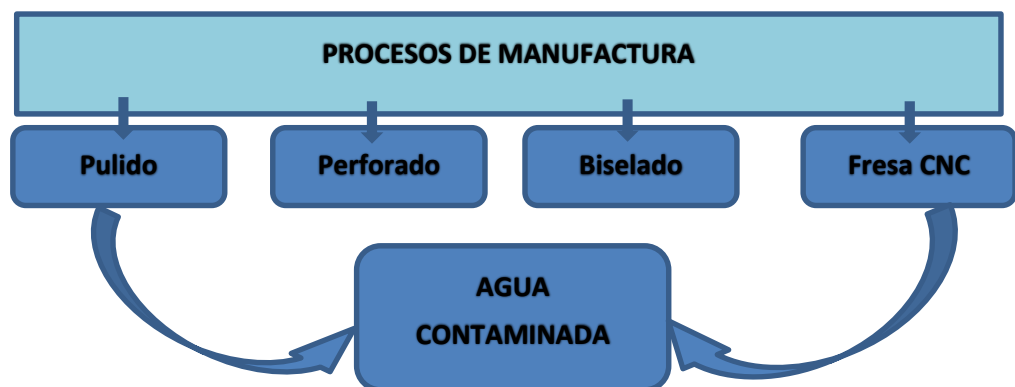 PROCESOS DE MANUFACTURA
Pulido
Perforado
Biselado
Fresa CNC
AGUA
CONTAMINADA